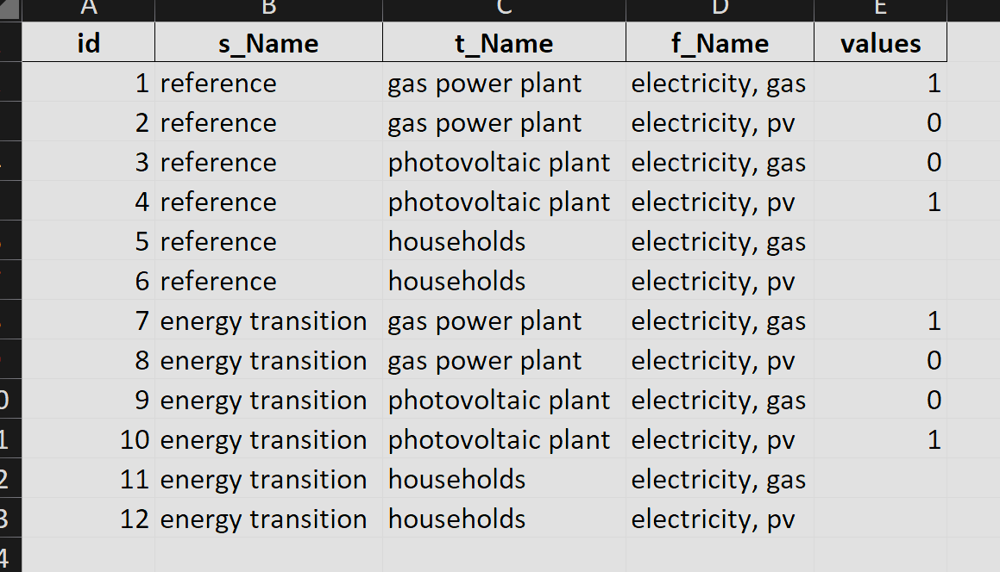 A B C D E
id s_Name t_Name f_Name values
1 reference gas power plant electricity, gas 1
2 reference gas power plant electricity, pv 0
3 reference photovoltaic plant electricity, gas 0
4 reference photovoltaic plant electricity, pv 1
5 reference households electricity, gas
6 reference households electricity, pv
7 energy transition gas power plant electricity, gas 1
8 energy transition gas power plant electricity, pv 0
9 energy transition photovoltaic plant electricity, gas 0
10 energy transition photovoltaic plant electricity, pv 1
11 energy transition households electricity, gas
12 energy transition households electricity, pv